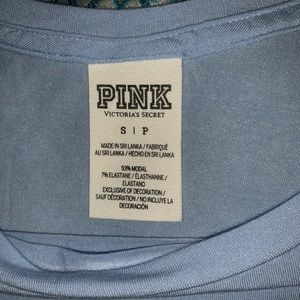 PINK
VICTORIA'S SECRET
S | P
MADE IN SRI LANKA / FABRIQUÉ
AU SRI LANKA / HECHO EN SRI LANKA
93% MODAL
7% ELASTANE / ÉLASTHANNE /
ELASTANO
EXCLUSIVE OF DECORATION /
SAUF DÉCORATION / NO INCLUYE LA
DECORACIÓN